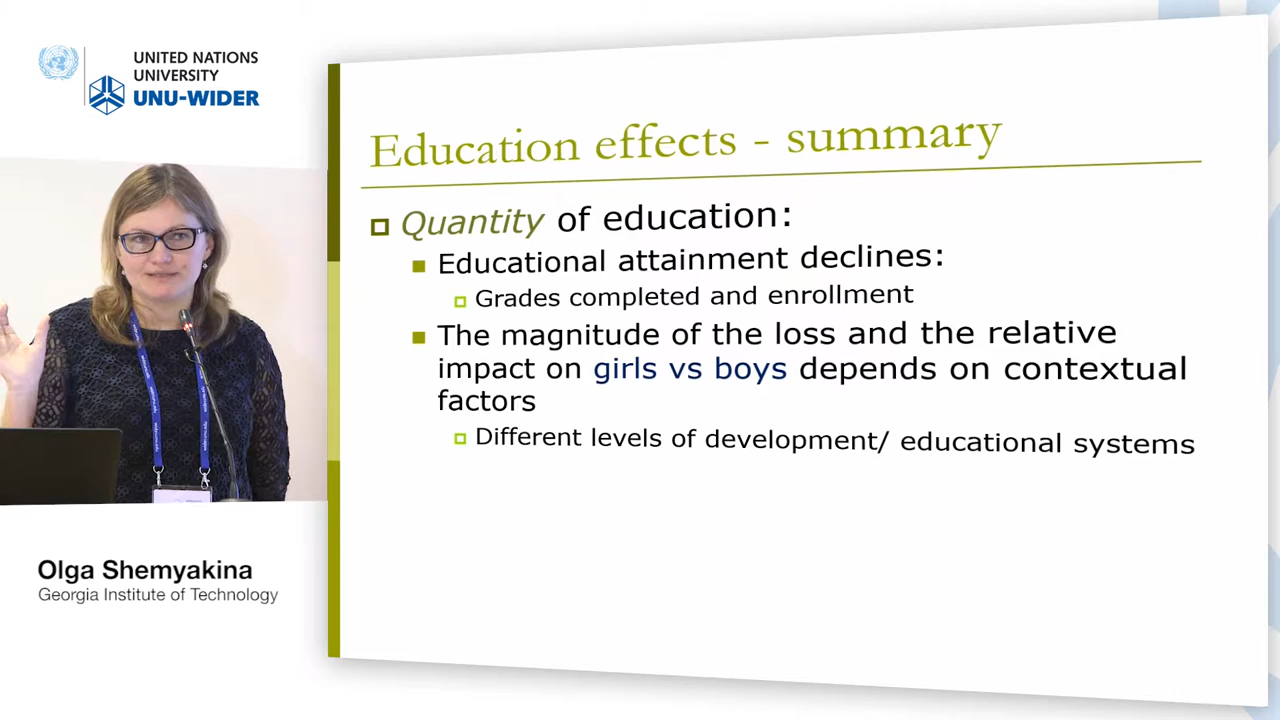 UNITED NATIONS
UNIVERSITY
UNU-WIDER
Education effects - summary
Quantity of education:
Educational attainment declines:
Grades completed and enrollment
The magnitude of the loss and the relative
impact on girls vs boys depends on contextual
factors
Different levels of development/ educational systems
Olga Shemyakina
Georgia Institute of Technology